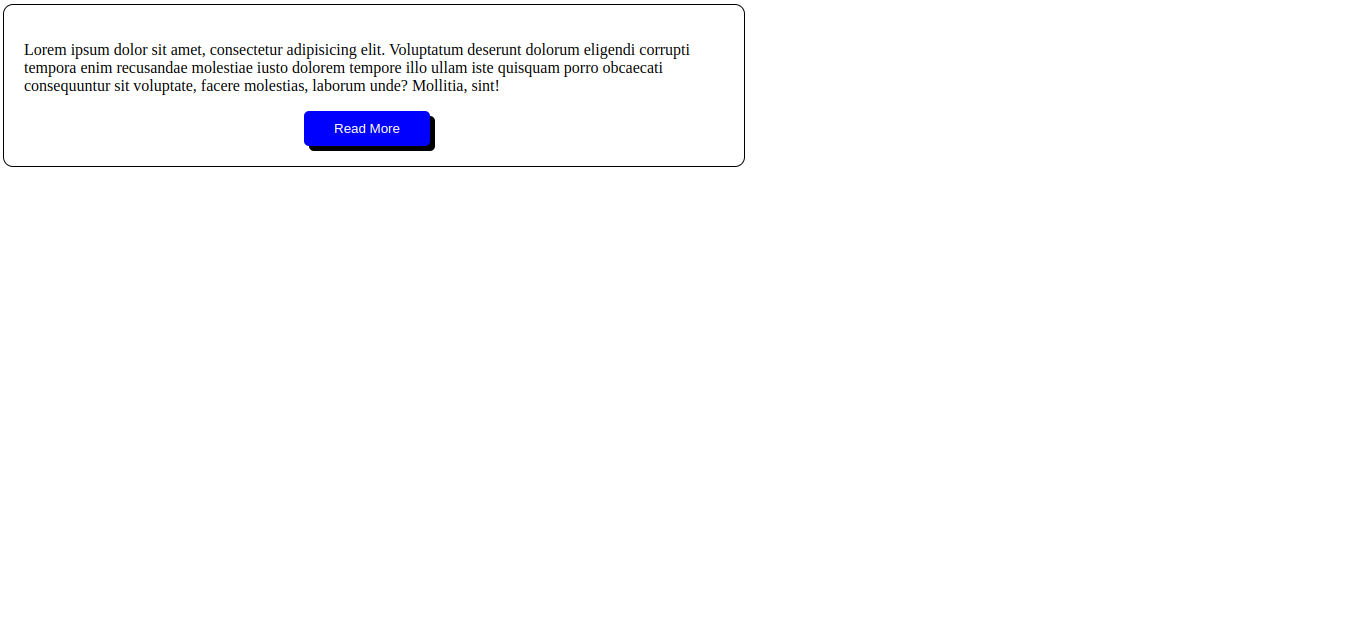 Lorem ipsum dolor sit amet, consectetur adipisicing elit. Voluptatum deserunt dolorum eligendi corrupti
tempora enim recusandae molestiae iusto dolorem tempore illo ullam iste quisquam porro obcaecati
consequuntur sit voluptate, facere molestias, laborum unde? Mollitia, sint!
Read More